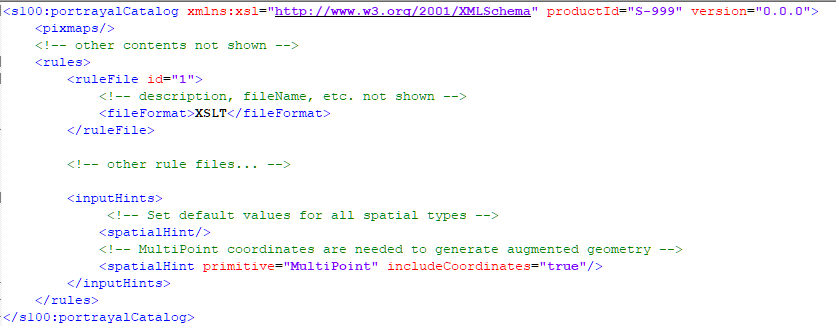 <s100:portrayalCatalog xmlns:xsl="http://www.w3.org/2001/XMLSchema" productId="S-999" version="0.0.0">
<pixmaps/>
<!-- other contents not shown -->
<rules>
<ruleFile id="1">
<!-- description, fileName, etc. not shown -->
<fileFormat>XSLT</fileFormat>
</ruleFile>
<!-- other rule files... -->
<inputHints>
<!-- Set default values for all spatial types -->
<spatialHint/>
<!-- MultiPoint coordinates are needed to generate augmented geometry -->
<spatialHint primitive="MultiPoint" includeCoordinates="true"/>
</inputHints>
</rules>
</s100:portrayalCatalog>